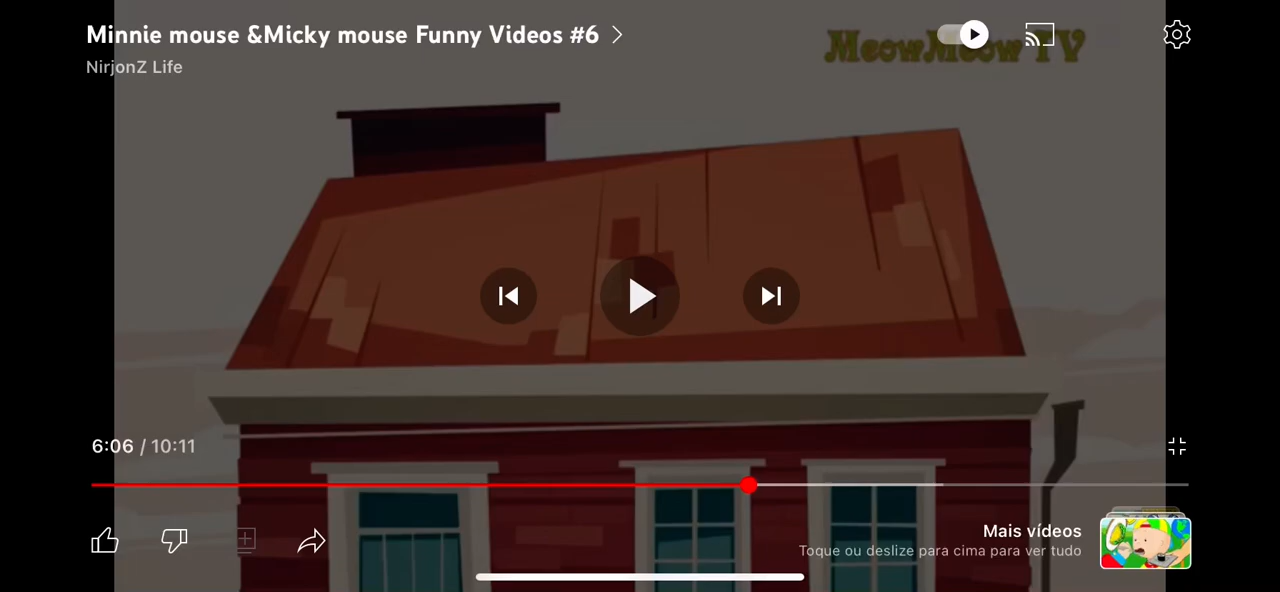 Minnie mouse &Micky mouse Funny Videos #6
NirjonZ Life
MeowMeow TV
6:06 / 10:11
Mais vídeos
Toque ou deslize para cima para ver tudo